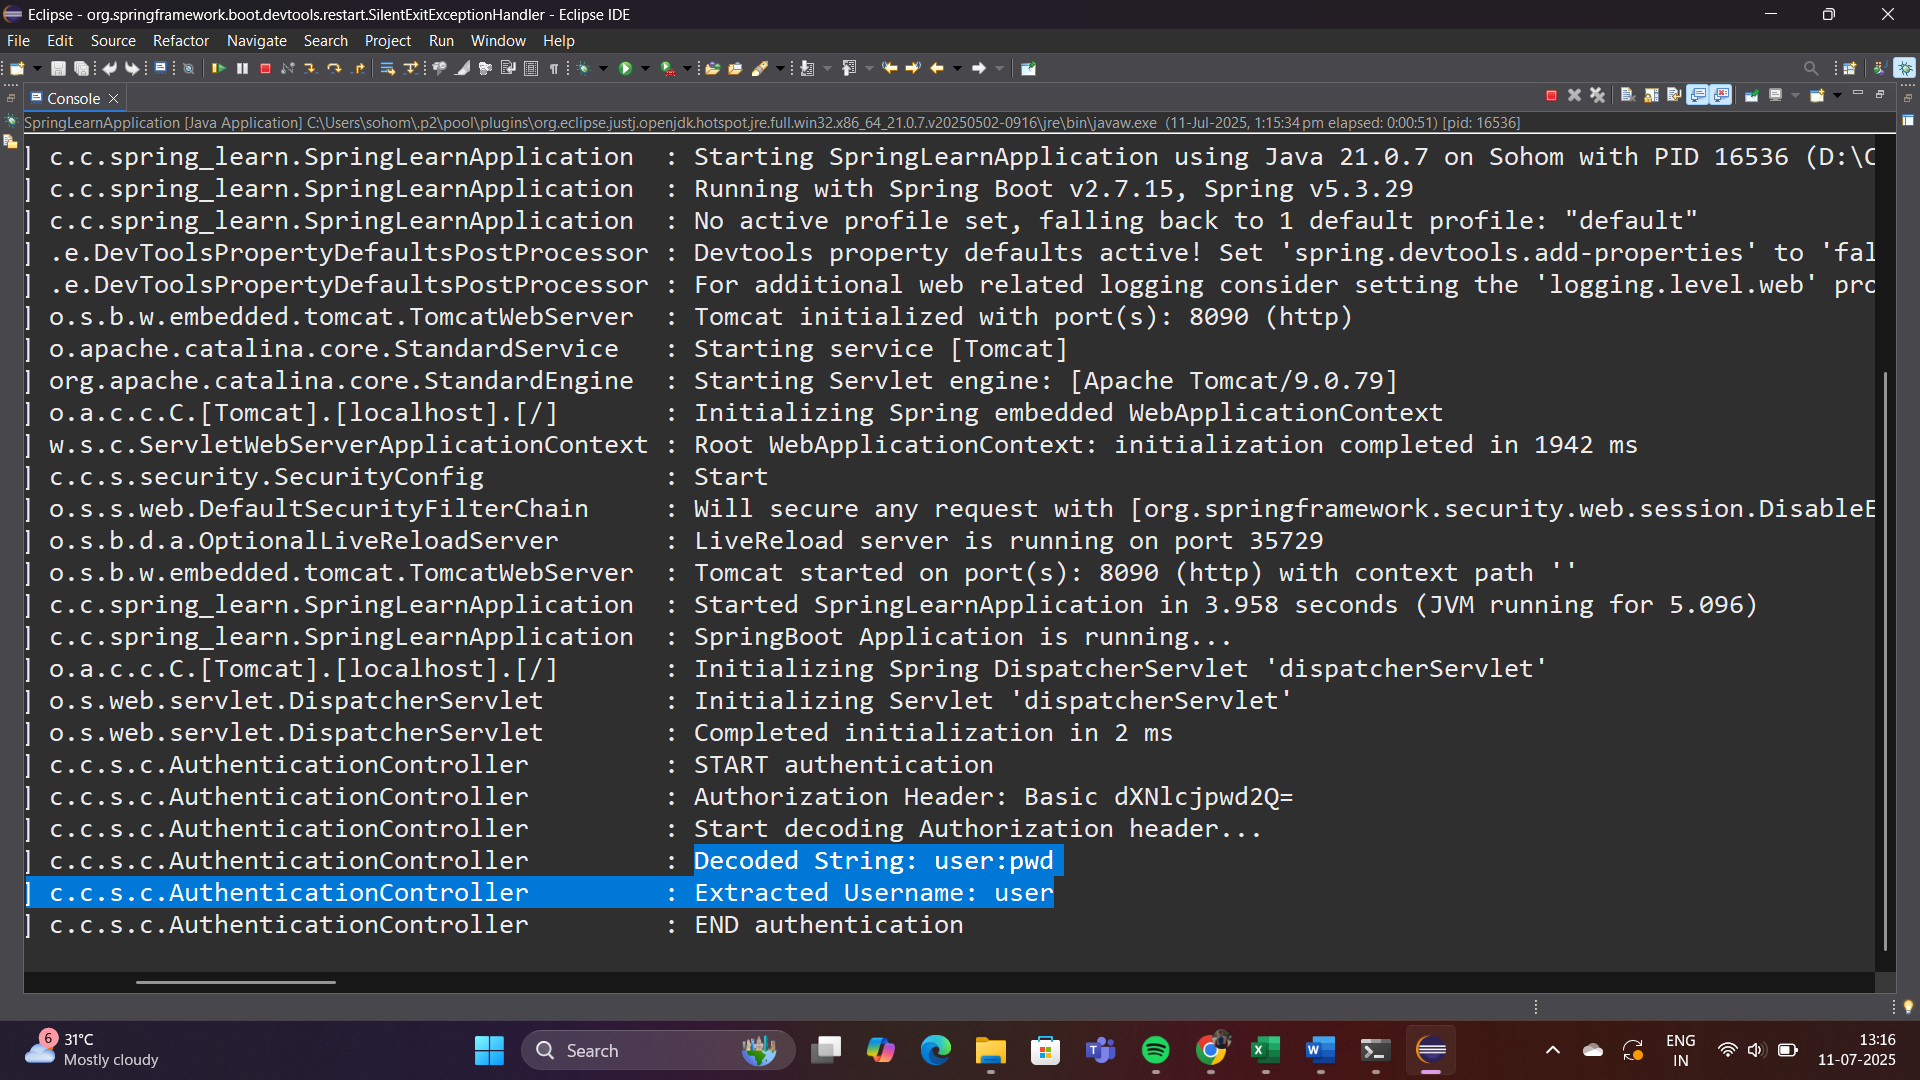 Eclipse - org.springframework.boot.devtools.restart.SilentExitExceptionHandler - Eclipse IDE
File Edit Source Refactor Navigate Search Project Run Window Help
Console
SpringLearnApplication [Java Application] C:\Users\sohom\.p2\pool\plugins\org.eclipse.justj.openjdk.hotspot.jre.full.win32.x86_64_21.0.7.v20250502-0916\jre\bin\javaw.exe (11-Jul-2025, 1:15:34 pm elapsed: 0:00:51) [pid: 16536]
] c.c.spring_learn.SpringLearnApplication : Starting SpringLearnApplication using Java 21.0.7 on Sohom with PID 16536 (D:\C
] c.c.spring_learn.SpringLearnApplication : Running with Spring Boot v2.7.15, Spring v5.3.29
] c.c.spring_learn.SpringLearnApplication : No active profile set, falling back to 1 default profile: "default"
] .e.DevToolsPropertyDefaultsPostProcessor : Devtools property defaults active! Set 'spring.devtools.add-properties' to 'fal
] .e.DevToolsPropertyDefaultsPostProcessor : For additional web related logging consider setting the 'logging.level.web' pro
] o.s.b.w.embedded.tomcat.TomcatWebServer : Tomcat initialized with port(s): 8090 (http)
] o.apache.catalina.core.StandardService : Starting service [Tomcat]
] org.apache.catalina.core.StandardEngine : Starting Servlet engine: [Apache Tomcat/9.0.79]
] o.a.c.c.C.[Tomcat].[localhost].[/] : Initializing Spring embedded WebApplicationContext
] w.s.c.ServletWebServerApplicationContext : Root WebApplicationContext: initialization completed in 1942 ms
] c.c.s.security.SecurityConfig : Start
] o.s.s.web.DefaultSecurityFilterChain : Will secure any request with [org.springframework.security.web.session.DisableE
] o.s.b.d.a.OptionalLiveReloadServer : LiveReload server is running on port 35729
] o.s.b.w.embedded.tomcat.TomcatWebServer : Tomcat started on port(s): 8090 (http) with context path ''
] c.c.spring_learn.SpringLearnApplication : Started SpringLearnApplication in 3.958 seconds (JVM running for 5.096)
] c.c.spring_learn.SpringLearnApplication : SpringBoot Application is running...
] o.a.c.c.C.[Tomcat].[localhost].[/] : Initializing Spring DispatcherServlet 'dispatcherServlet'
] o.s.web.servlet.DispatcherServlet : Initializing Servlet 'dispatcherServlet'
] o.s.web.servlet.DispatcherServlet : Completed initialization in 2 ms
] c.c.s.c.AuthenticationController : START authentication
] c.c.s.c.AuthenticationController : Authorization Header: Basic dXNlcjpwd2Q=
] c.c.s.c.AuthenticationController : Start decoding Authorization header...
] c.c.s.c.AuthenticationController : Decoded String: user:pwd
] c.c.s.c.AuthenticationController : Extracted Username: user
] c.c.s.c.AuthenticationController : END authentication
6
31°C
Mostly cloudy
Search
ENG
IN
13:16
11-07-2025